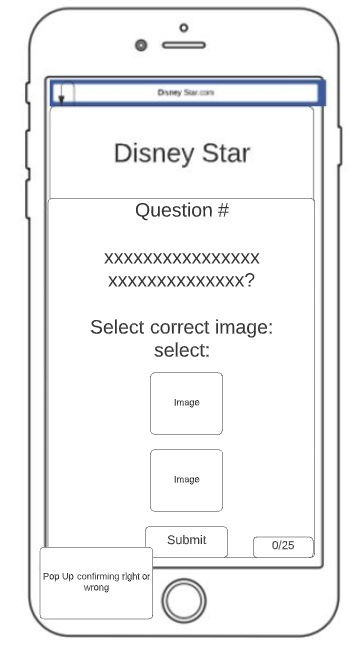 Disney Star.com
Disney Star
Question #
xxxxxxxxxxxxxxxx
xxxxxxxxxxxxxx?
Select correct image:
select:
Image
Image
Submit
0/25
Pop Up confirming right or
wrong